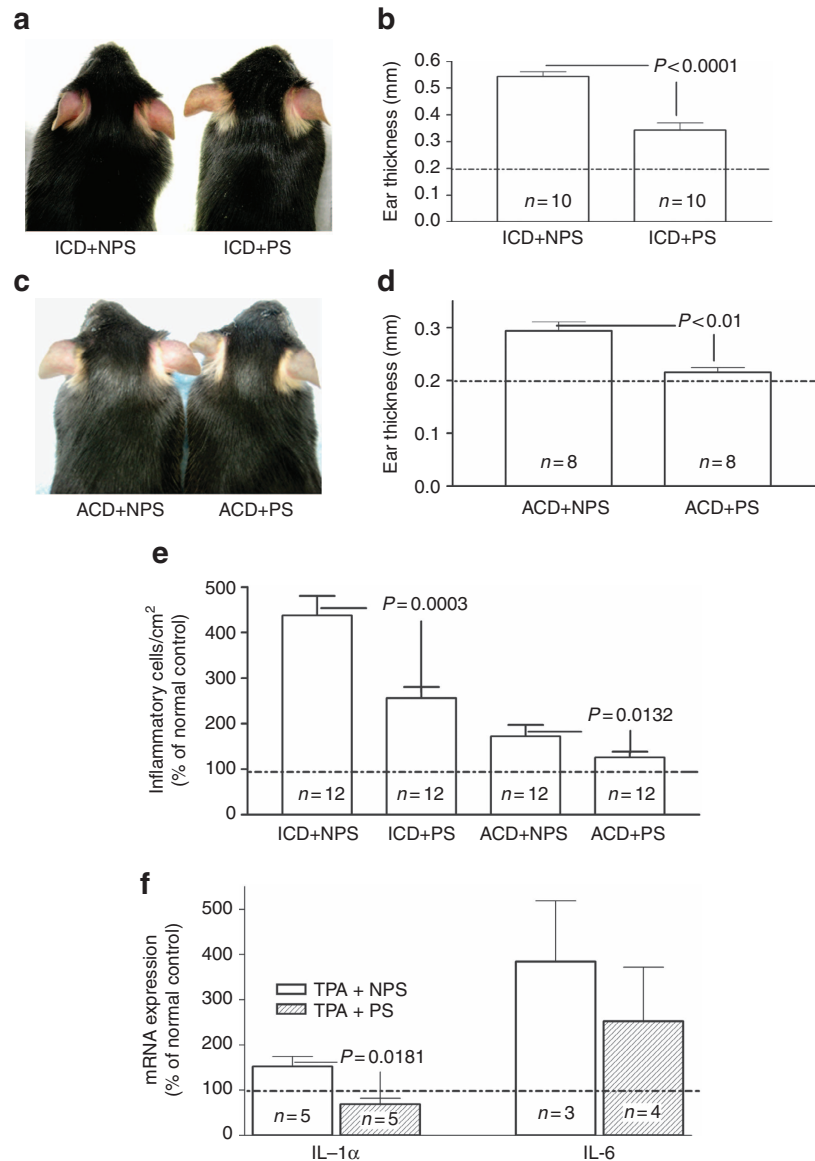 a
ICD+NPS ICD+PS
b
Ear thickness (mm)
0.6
0.5
0.4
0.3
0.2
0.1
0.0
P<0.0001
n=10 n=10
ICD+NPS ICD+PS
c
ACD+NPS ACD+PS
d
Ear thickness (mm)
0.3
0.2
0.1
0.0
P<0.01
n=8 n=8
ACD+NPS ACD+PS
e
Inflammatory cells/cm²
(% of normal control)
500
400
300
200
100
0
P=0.0003
P=0.0132
n=12 n=12 n=12 n=12
ICD+NPS ICD+PS ACD+NPS ACD+PS
f
mRNA expression
(% of normal control)
500
400
300
200
100
0
TPA + NPS
TPA + PS
P=0.0181
n=5 n=5 n=3 n=4
IL–1α IL-6